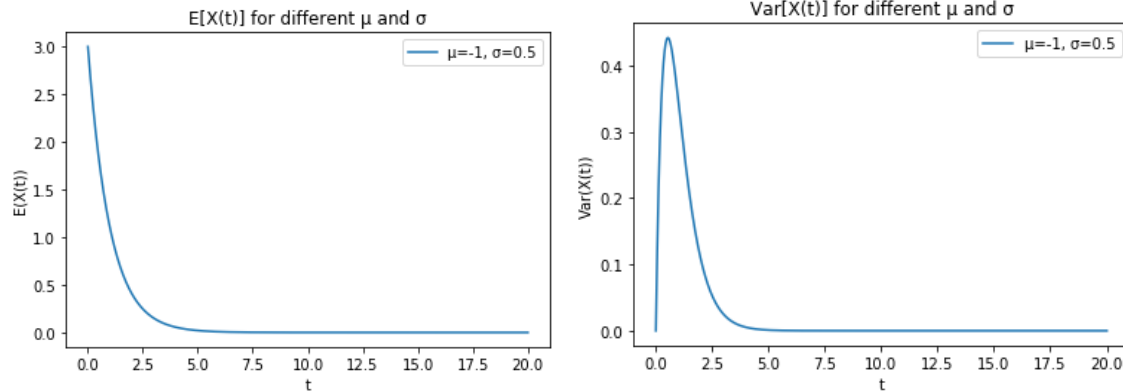 E[X(t)] for different μ and σ
μ=-1, σ=0.5
E(X(t))
3.0
2.5
2.0
1.5
1.0
0.5
0.0
0.0 2.5 5.0 7.5 10.0 12.5 15.0 17.5 20.0
t
Var[X(t)] for different μ and σ
μ=-1, σ=0.5
Var(X(t))
0.4
0.3
0.2
0.1
0.0
0.0 2.5 5.0 7.5 10.0 12.5 15.0 17.5 20.0
t